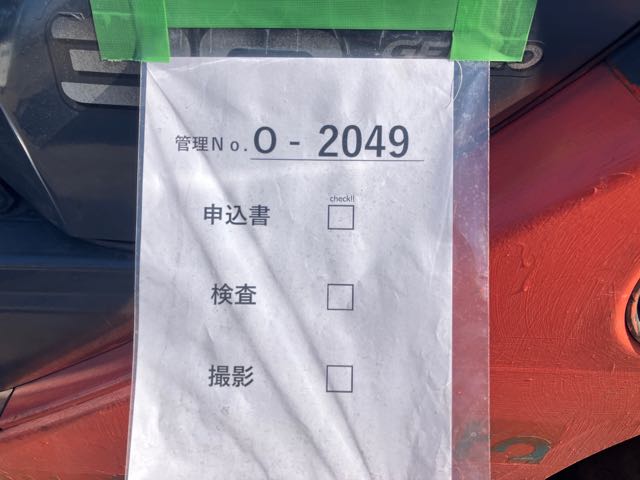 管理No. O - 2049
check!!
申込書 □
検査 □
撮影 □